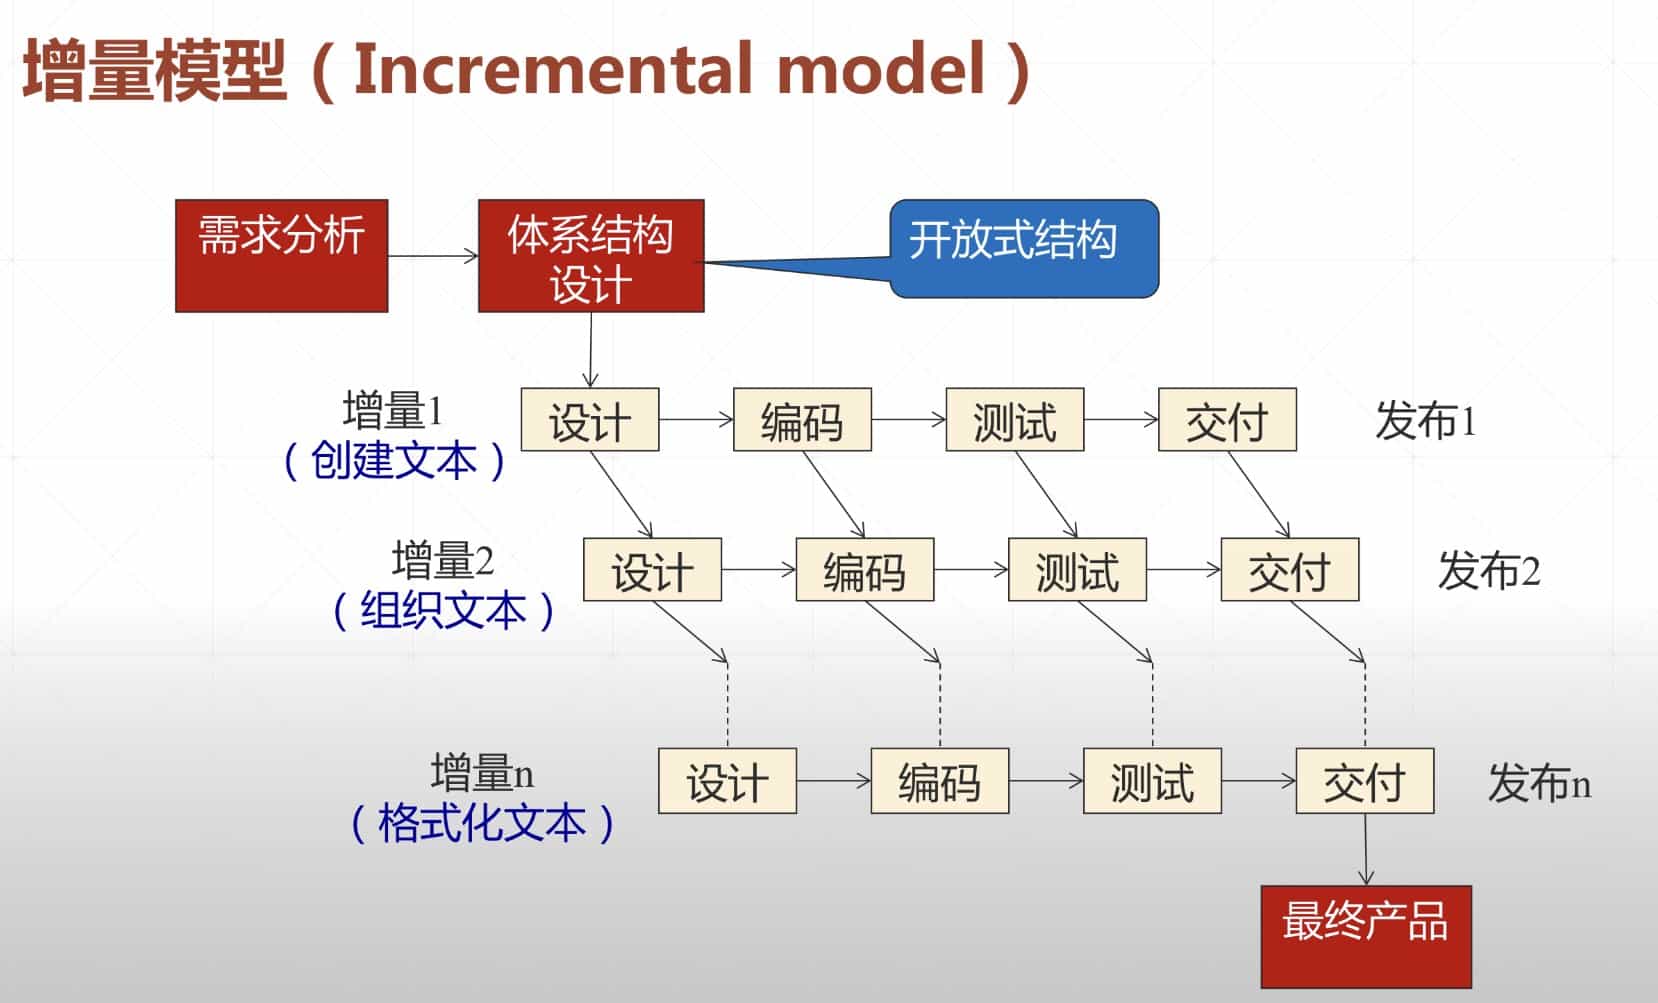 增量模型（Incremental model）
需求分析
体系结构
设计
开放式结构
增量1
（创建文本）
设计
编码
测试
交付
发布1
增量2
（组织文本）
设计
编码
测试
交付
发布2
增量n
（格式化文本）
设计
编码
测试
交付
发布n
最终产品